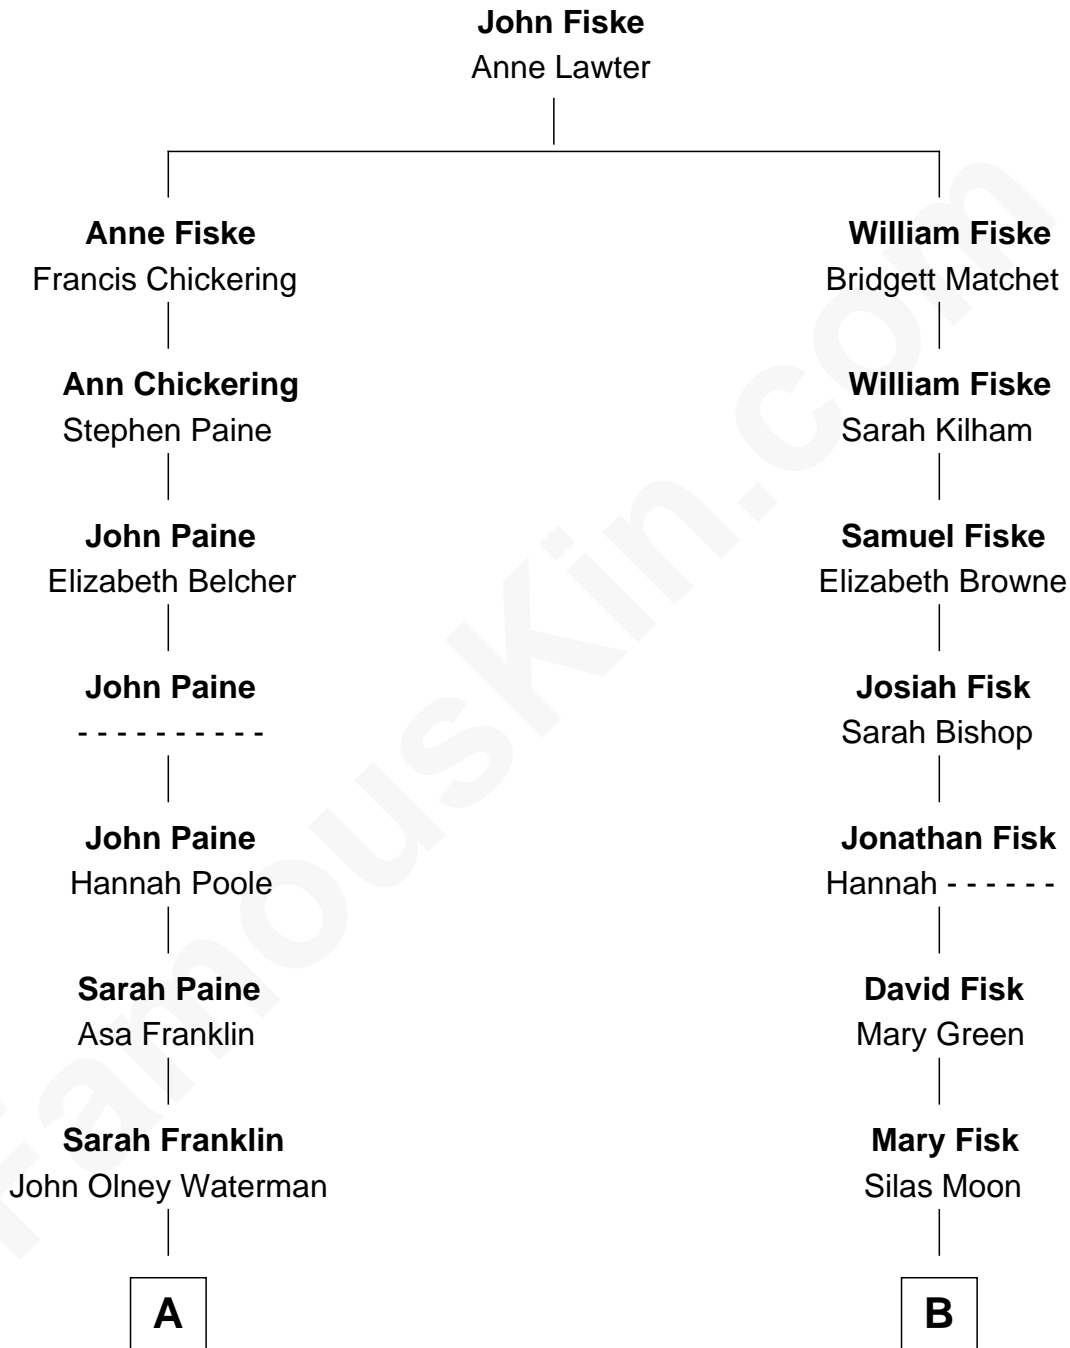 John Fiske
Anne Lawter
Anne Fiske
Francis Chickering
William Fiske
Bridgett Matchet
Ann Chickering
Stephen Paine
William Fiske
Sarah Kilham
John Paine
Elizabeth Belcher
Samuel Fiske
Elizabeth Browne
John Paine
- - - - - - - - - -
Josiah Fisk
Sarah Bishop
John Paine
Hannah Poole
Jonathan Fisk
Hannah - - - - - -
Sarah Paine
Asa Franklin
David Fisk
Mary Green
Sarah Franklin
John Olney Waterman
Mary Fisk
Silas Moon
A
B
FamousKin.com